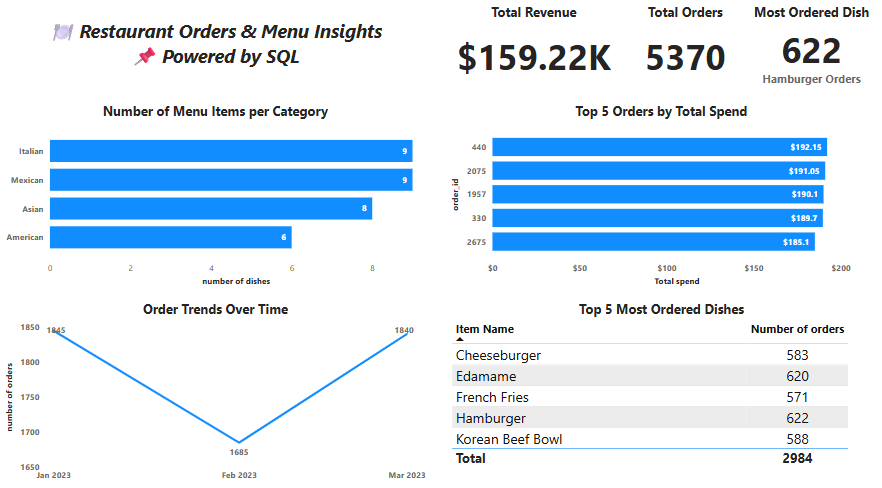 🍽️ Restaurant Orders & Menu Insights
📌 Powered by SQL
Total Revenue
$159.22K
Total Orders
5370
Most Ordered Dish
622
Hamburger Orders
Number of Menu Items per Category
Italian 9
Mexican 9
Asian 8
American 6
0 2 4 6 8
number of dishes
Top 5 Orders by Total Spend
order_id
440 $192.15
2075 $191.05
1957 $190.1
330 $189.7
2675 $185.1
$0 $50 $100 $150 $200
Total spend
Order Trends Over Time
number of orders
1850
1800
1750
1700
1650
1845
1685
1840
Jan 2023 Feb 2023 Mar 2023
Top 5 Most Ordered Dishes
Item Name Number of orders
Cheeseburger 583
Edamame 620
French Fries 571
Hamburger 622
Korean Beef Bowl 588
Total 2984